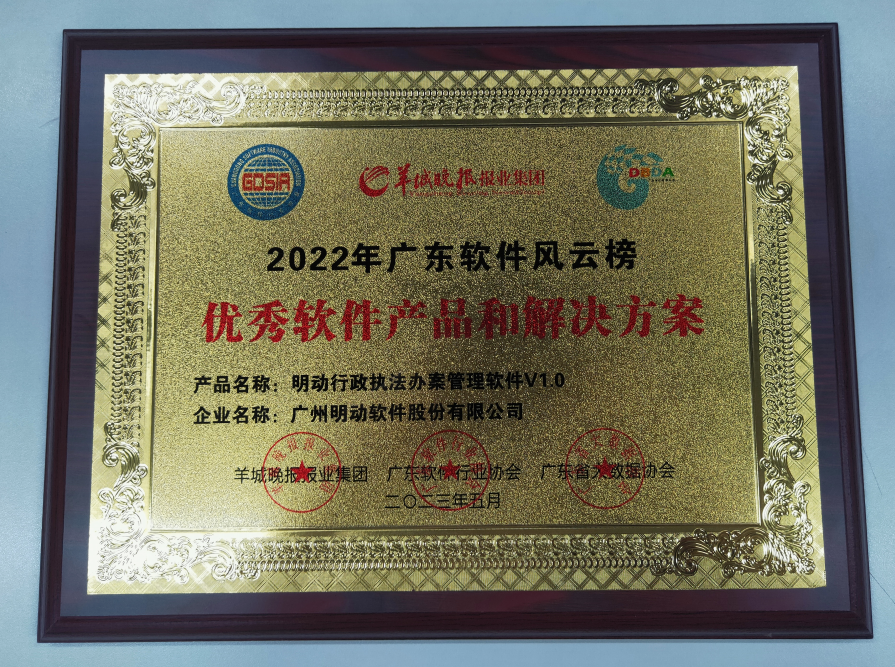 GDSIA 羊城晚报报业集团 DBDA
2022年广东软件风云榜
优秀软件产品和解决方案
产品名称：明动行政执法办案管理软件V1.0
企业名称：广州明动软件股份有限公司
羊城晚报报业集团 广东软件行业协会 广东省大数据协会
二〇二三年五月